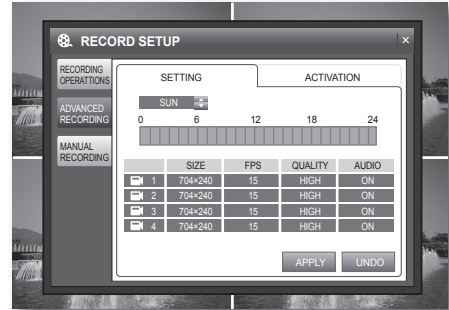 RECORD SETUP
×
RECORDING
OPERATTIONS
ADVANCED
RECORDING
MANUAL
RECORDING
SETTING
ACTIVATION
SUN
0 6 12 18 24
SIZE FPS QUALITY AUDIO
1 704×240 15 HIGH ON
2 704×240 15 HIGH ON
3 704×240 15 HIGH ON
4 704×240 15 HIGH ON
APPLY UNDO